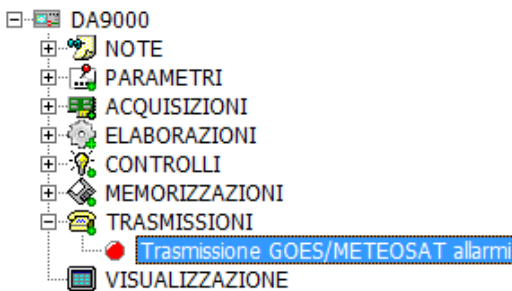 DA9000
NOTE
PARAMETRI
ACQUISIZIONI
ELABORAZIONI
CONTROLLI
MEMORIZZAZIONI
TRASMISSIONI
Trasmissione GOES/METEOSAT allarmi
VISUALIZZAZIONE